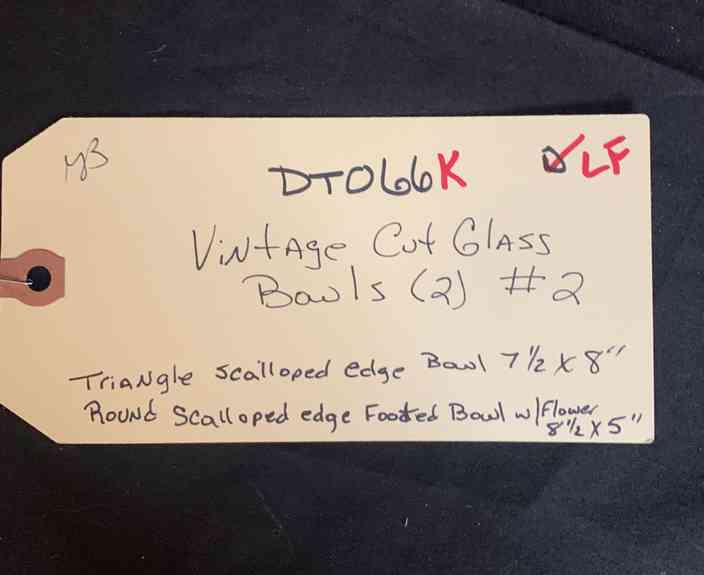 YB
DT066K ☑ LF
Vintage Cut Glass
Bowls (2) #2
Triangle scalloped edge Bowl 7 1/2 X 8"
Round Scalloped edge Footed Bowl w/Flower
8 1/2 X 5"